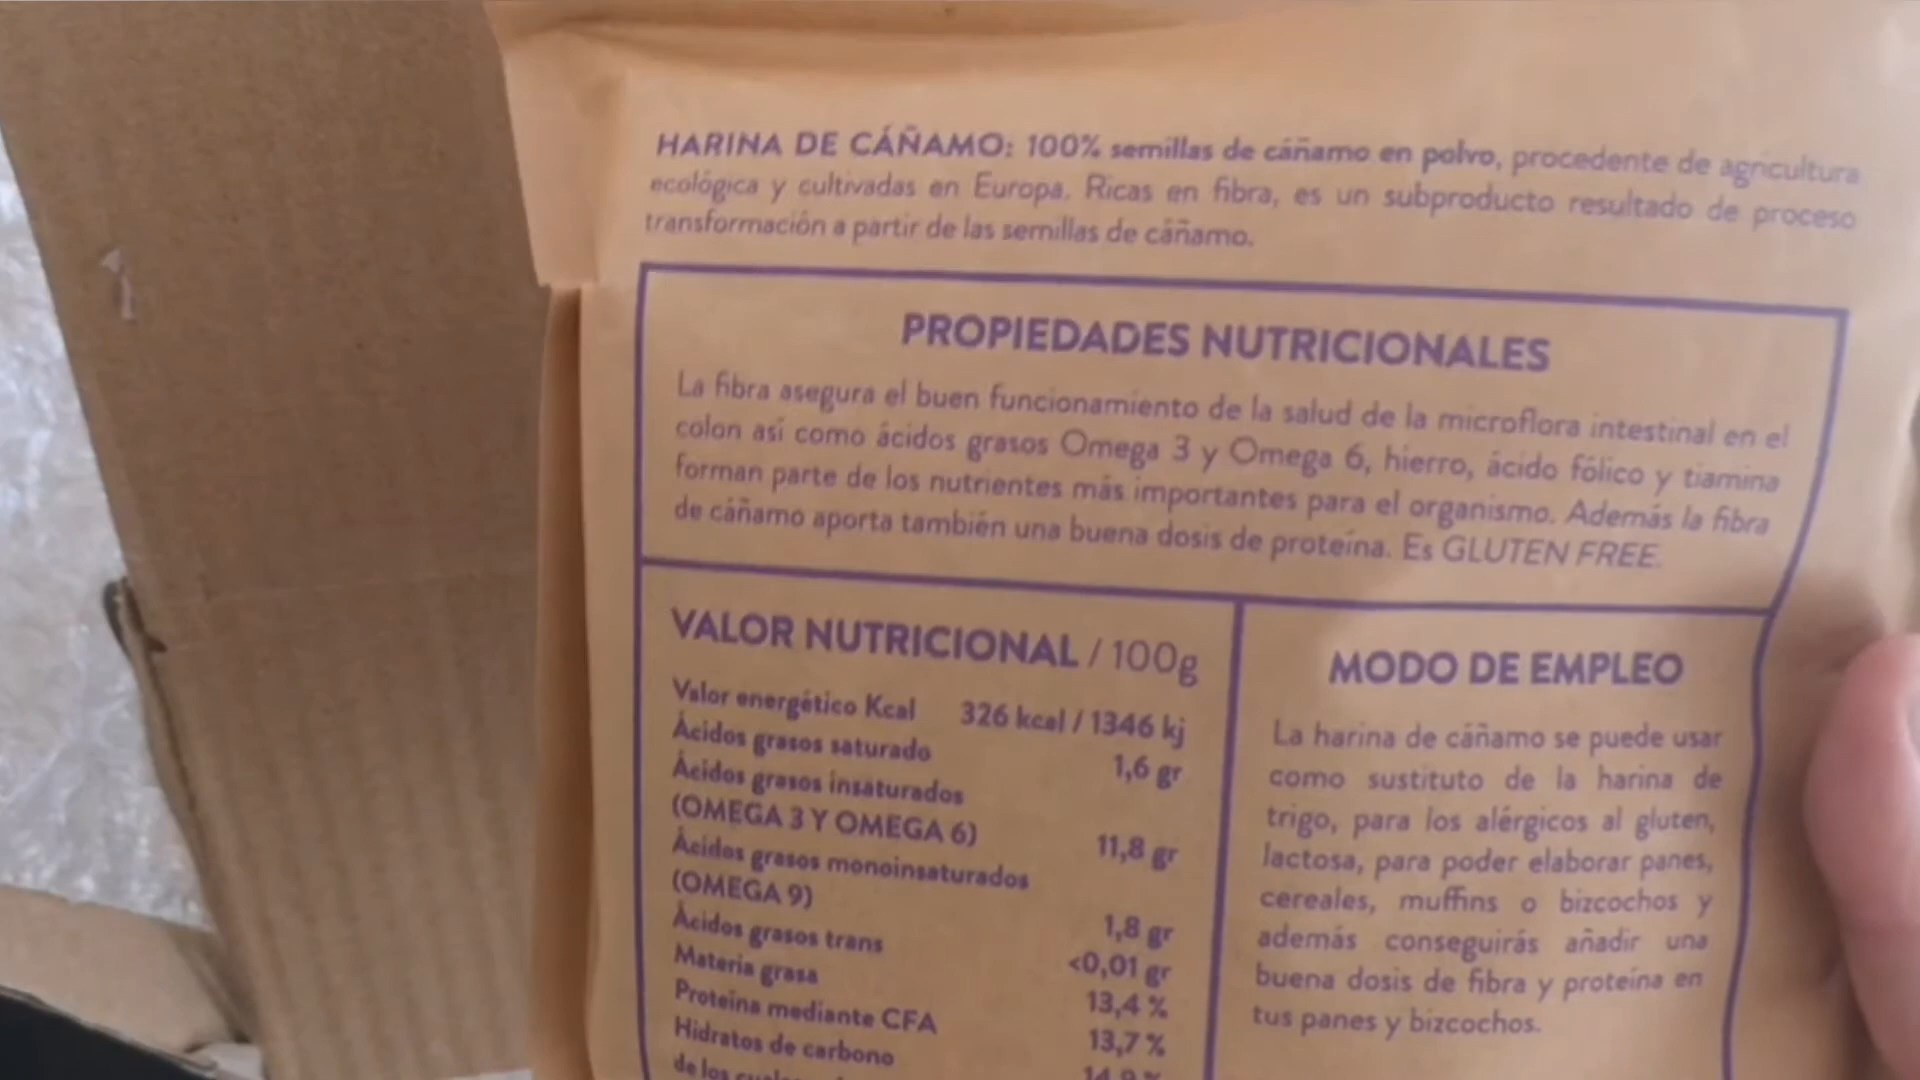 HARINA DE CÁÑAMO: 100% semillas de cáñamo en polvo, procedente de agricultura
ecológica y cultivadas en Europa. Ricas en fibra, es un subproducto resultado de proceso
transformación a partir de las semillas de cáñamo.
PROPIEDADES NUTRICIONALES
La fibra asegura el buen funcionamiento de la salud de la microflora intestinal en el
colon así como ácidos grasos Omega 3 y Omega 6, hierro, ácido fólico y tiamina
forman parte de los nutrientes más importantes para el organismo. Además la fibra
de cáñamo aporta también una buena dosis de proteína. Es GLUTEN FREE.
VALOR NUTRICIONAL / 100g
Valor energético Kcal 326 kcal / 1346 kj
Ácidos grasos saturado 1,6 gr
Ácidos grasos insaturados
(OMEGA 3 Y OMEGA 6) 11,8 gr
Ácidos grasos monoinsaturados
(OMEGA 9) 1,8 gr
Ácidos grasos trans <0,01 gr
Materia grasa 13,4 %
Proteína mediante CFA 13,7 %
Hidratos de carbono 14,9 %
de los
MODO DE EMPLEO
La harina de cáñamo se puede usar
como sustituto de la harina de
trigo, para los alérgicos al gluten,
lactosa, para poder elaborar panes,
cereales, muffins o bizcochos y
además conseguirás añadir una
buena dosis de fibra y proteína en
tus panes y bizcochos.